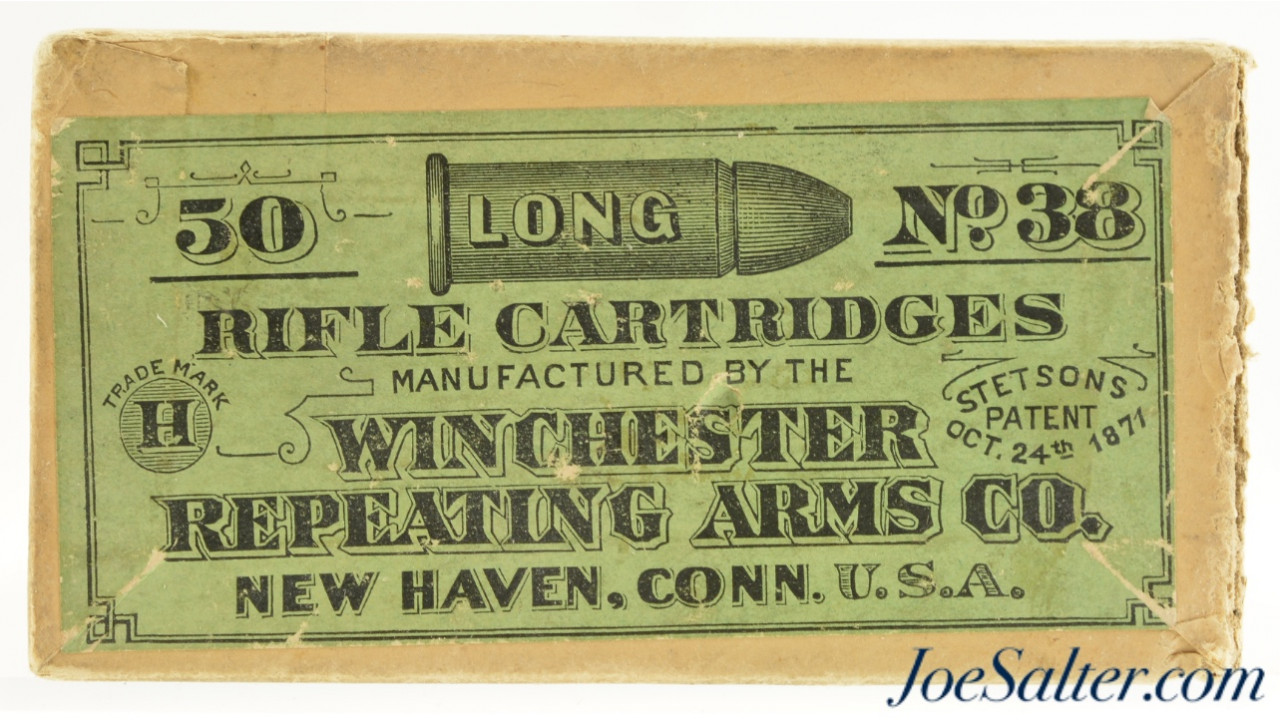 50 LONG No. 38
RIFLE CARTRIDGES
MANUFACTURED BY THE
TRADE MARK
H
STETSONS
PATENT
OCT. 24th 1871
WINCHESTER
REPEATING ARMS CO.
NEW HAVEN, CONN. U.S.A.
JoeSalter.com